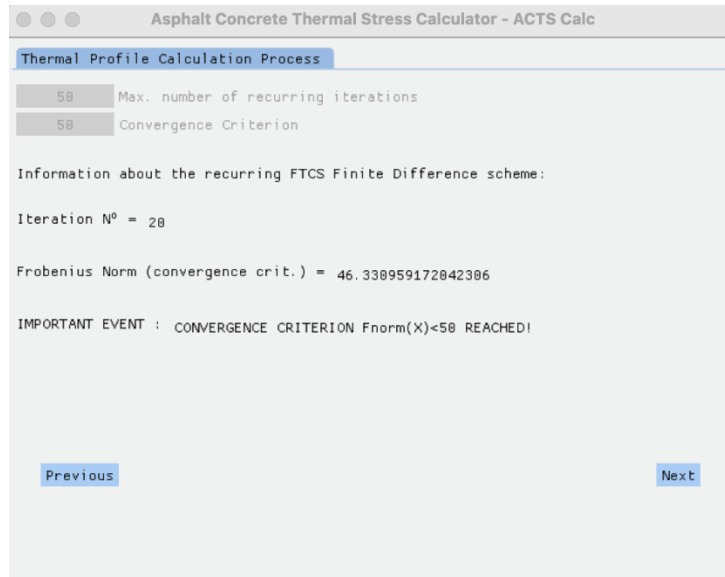 Asphalt Concrete Thermal Stress Calculator - ACTS Calc
Thermal Profile Calculation Process
50 Max. number of recurring iterations
50 Convergence Criterion
Information about the recurring FTCS Finite Difference scheme:
Iteration Nº = 20
Frobenius Norm (convergence crit.) = 46.330959172042306
IMPORTANT EVENT : CONVERGENCE CRITERION Fnorm(X)<50 REACHED!
Previous
Next